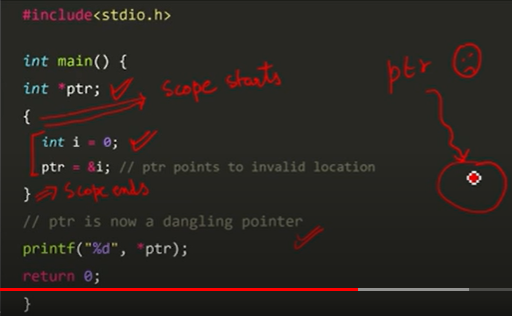 #include<stdio.h>
int main() {
int *ptr;
Scope starts
ptr
{
int i = 0;
ptr = &i; // ptr points to invalid location
} Scope ends
// ptr is now a dangling pointer
printf("%d", *ptr);
return 0;
}